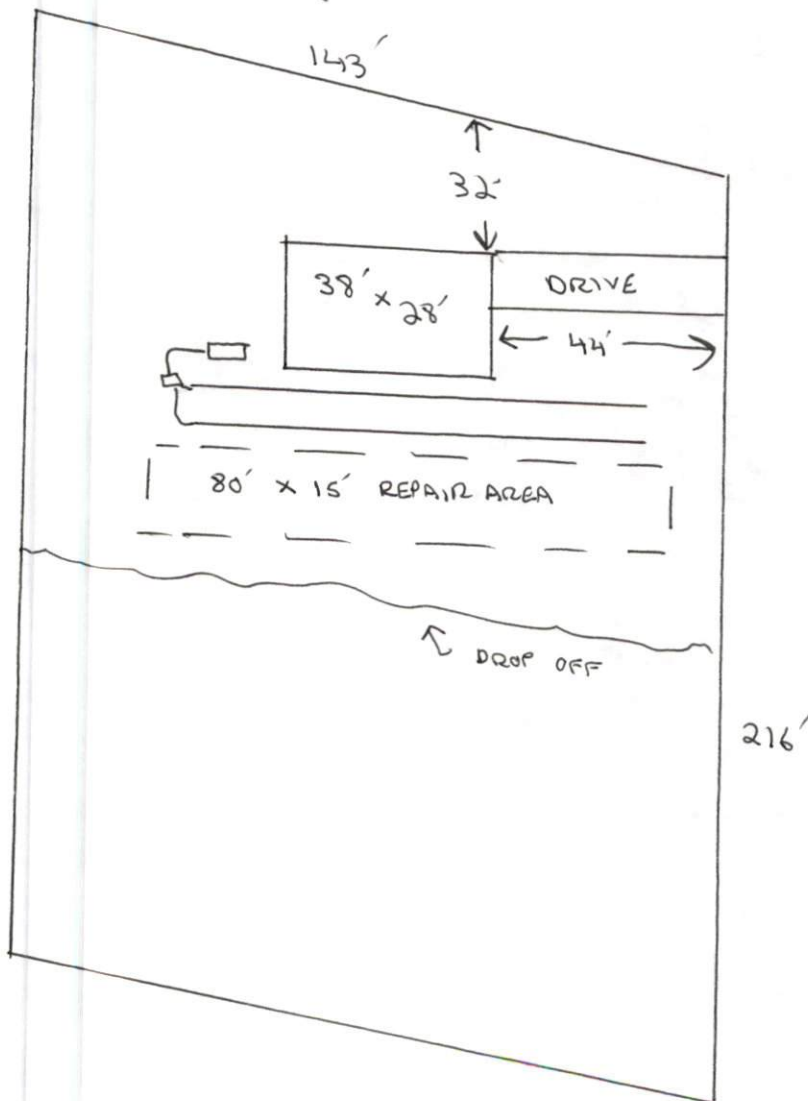 143'
32'
38' x 28'
DRIVE
44'
80' x 15' REPAIR AREA
DROP OFF
216'